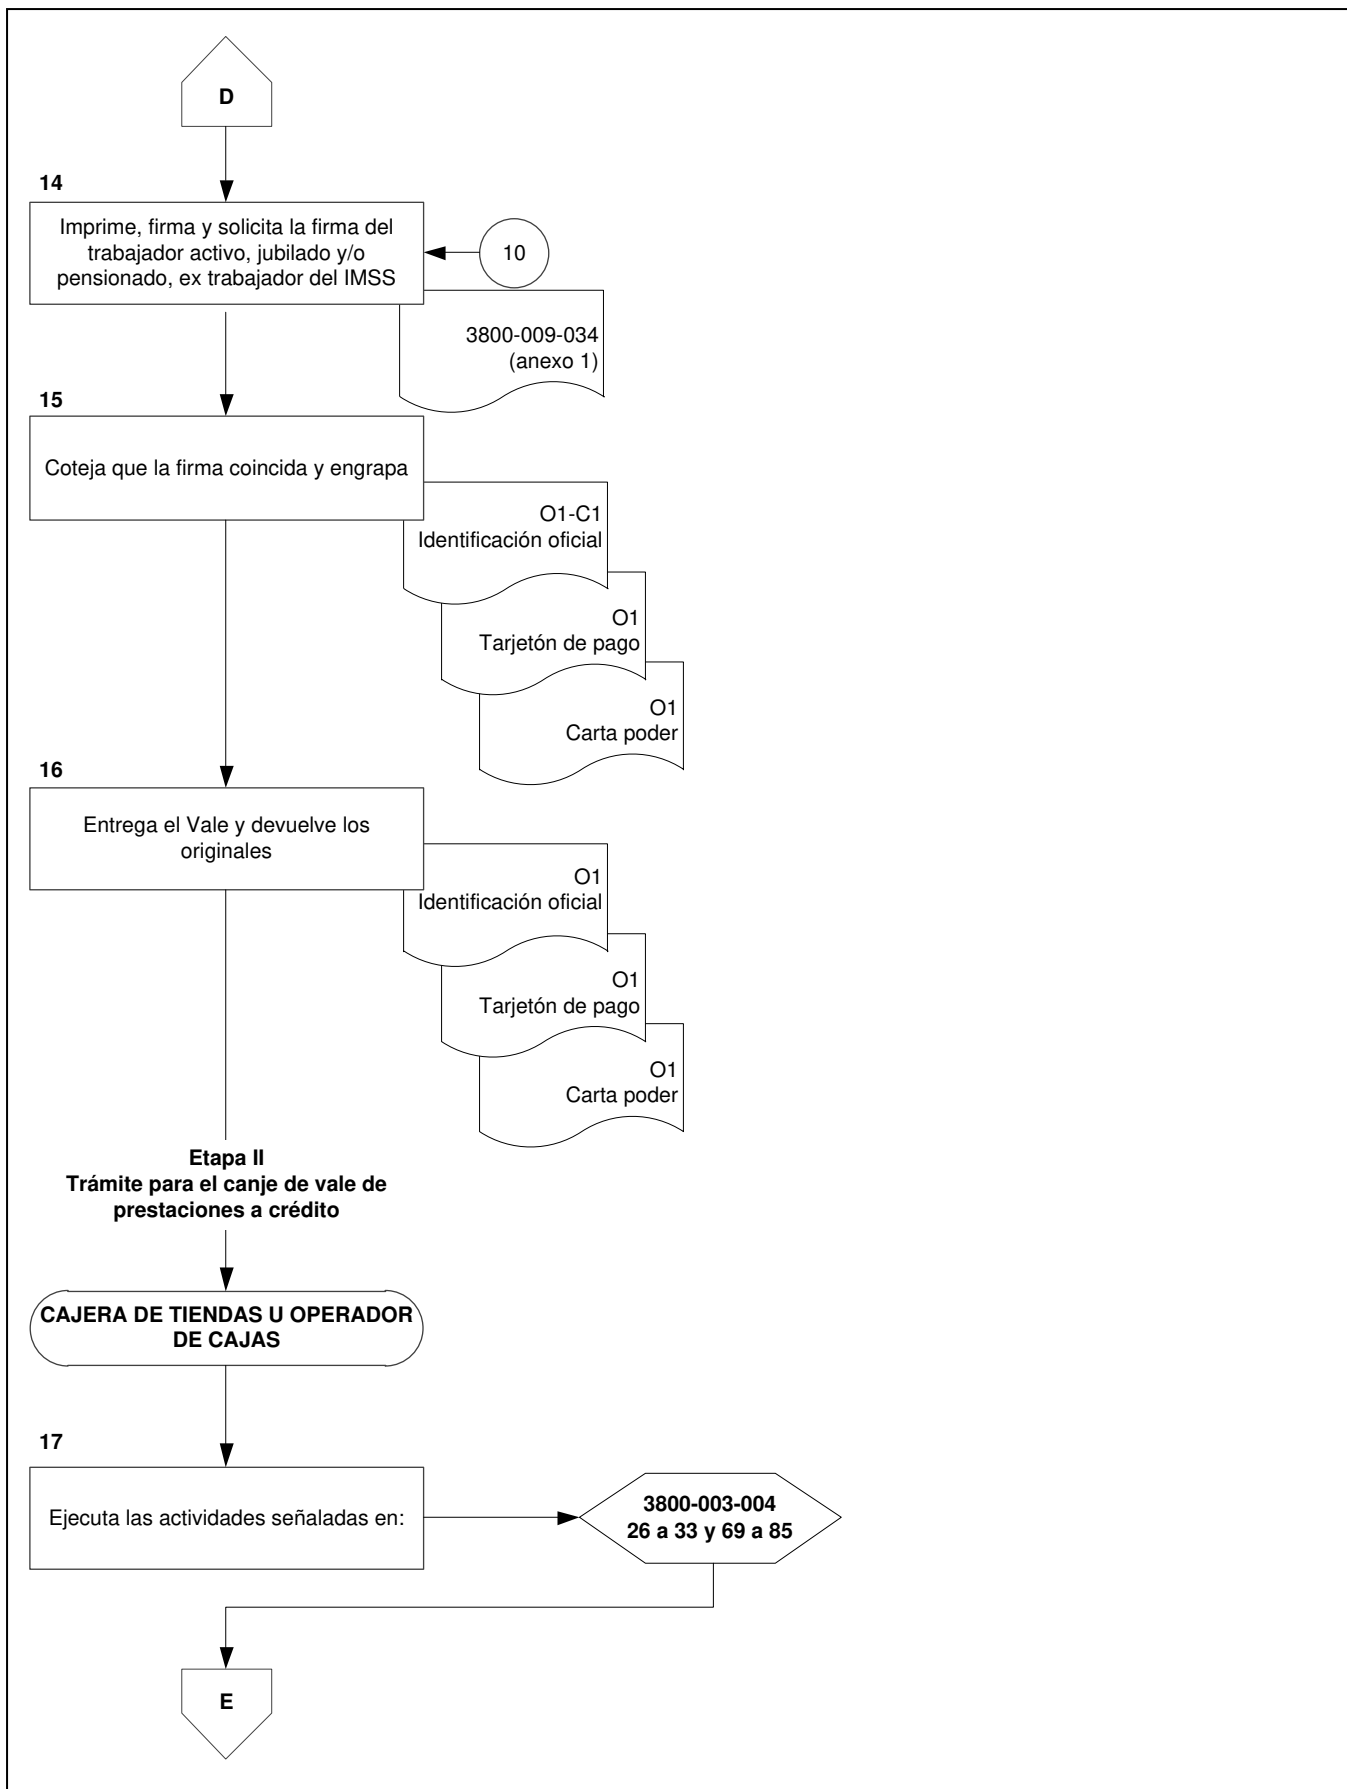 D
14
Imprime, firma y solicita la firma del
trabajador activo, jubilado y/o
pensionado, ex trabajador del IMSS
10
3800-009-034
(anexo 1)
15
Coteja que la firma coincida y engrapa
O1-C1
Identificación oficial
O1
Tarjetón de pago
O1
Carta poder
16
Entrega el Vale y devuelve los
originales
O1
Identificación oficial
O1
Tarjetón de pago
O1
Carta poder
Etapa II
Trámite para el canje de vale de
prestaciones a crédito
CAJERA DE TIENDAS U OPERADOR
DE CAJAS
17
Ejecuta las actividades señaladas en:
3800-003-004
26 a 33 y 69 a 85
E